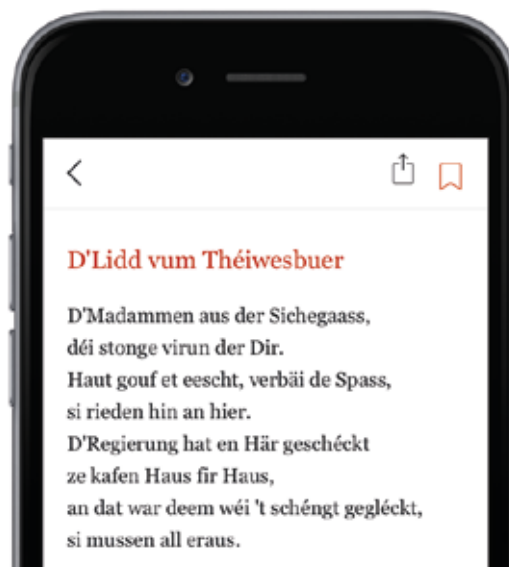 D'Lidd vum Théiwesbuer
D'Madammen aus der Sichegaass,
déi stonge virun der Dir.
Haut gouf et eescht, verbäi de Spass,
si rieden hin an hier.
D'Regierung hat en Här geschéckt
ze kafen Haus fir Haus,
an dat war deem wéi 't schéngt gegléckt,
si mussen all eraus.